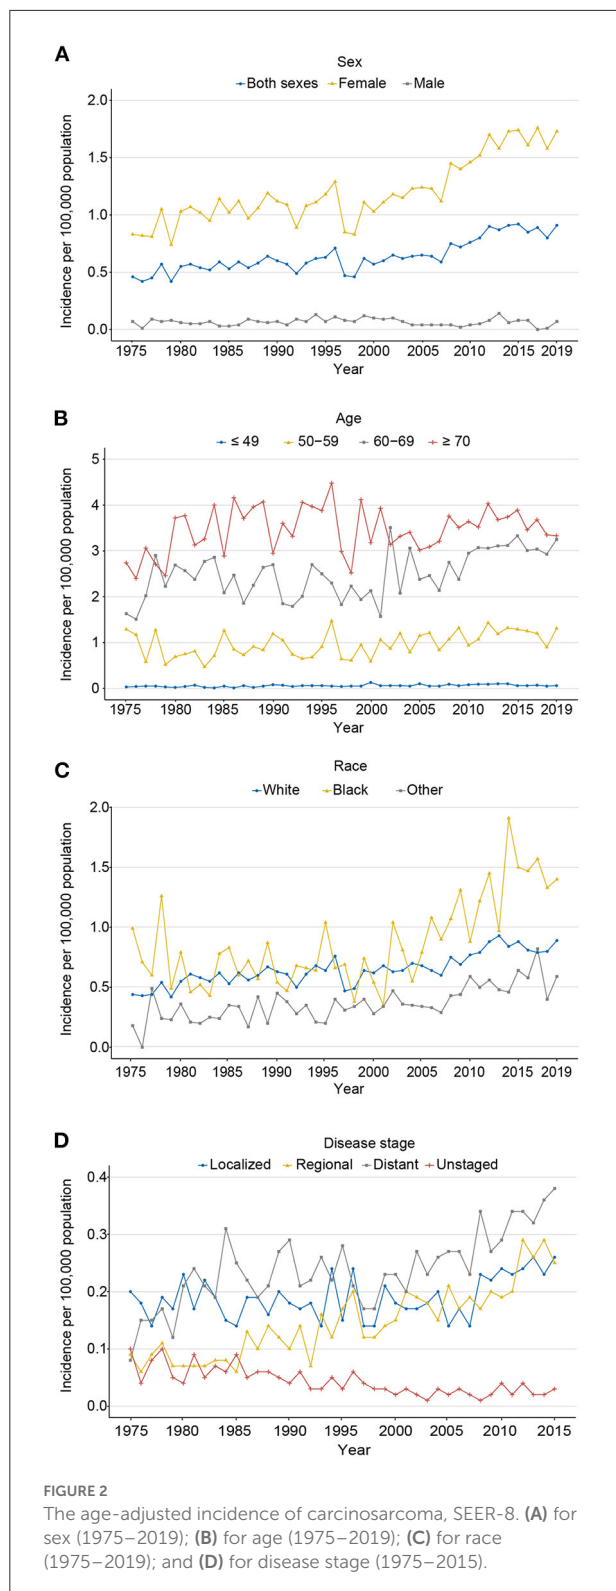 A
Sex
Both sexes Female Male
Incidence per 100,000 population
2.0
1.5
1.0
0.5
0.0
1975 1980 1985 1990 1995 2000 2005 2010 2015 2019
Year
B
Age
≤ 49 50−59 60−69 ≥ 70
Incidence per 100,000 population
5
4
3
2
1
0
1975 1980 1985 1990 1995 2000 2005 2010 2015 2019
Year
C
Race
White Black Other
Incidence per 100,000 population
2.0
1.5
1.0
0.5
0.0
1975 1980 1985 1990 1995 2000 2005 2010 2015 2019
Year
D
Disease stage
Localized Regional Distant Unstaged
Incidence per 100,000 population
0.4
0.3
0.2
0.1
0.0
1975 1980 1985 1990 1995 2000 2005 2010 2015
Year
FIGURE 2
The age-adjusted incidence of carcinosarcoma, SEER-8. (A) for
sex (1975–2019); (B) for age (1975–2019); (C) for race
(1975–2019); and (D) for disease stage (1975–2015).